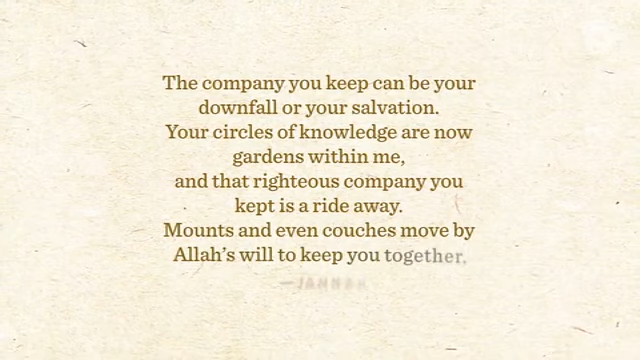 The company you keep can be your
downfall or your salvation.
Your circles of knowledge are now
gardens within me,
and that righteous company you
kept is a ride away.
Mounts and even couches move by
Allah's will to keep you together.
—JANNAH